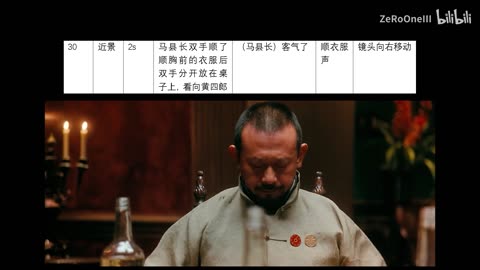 ZeRoOneIII bilibili
30 近景 2s 马县长双手顺了 （马县长）客气了 顺衣服 镜头向右移动
顺胸前的衣服后 声
双手分开放在桌
子上，看向黄四郎